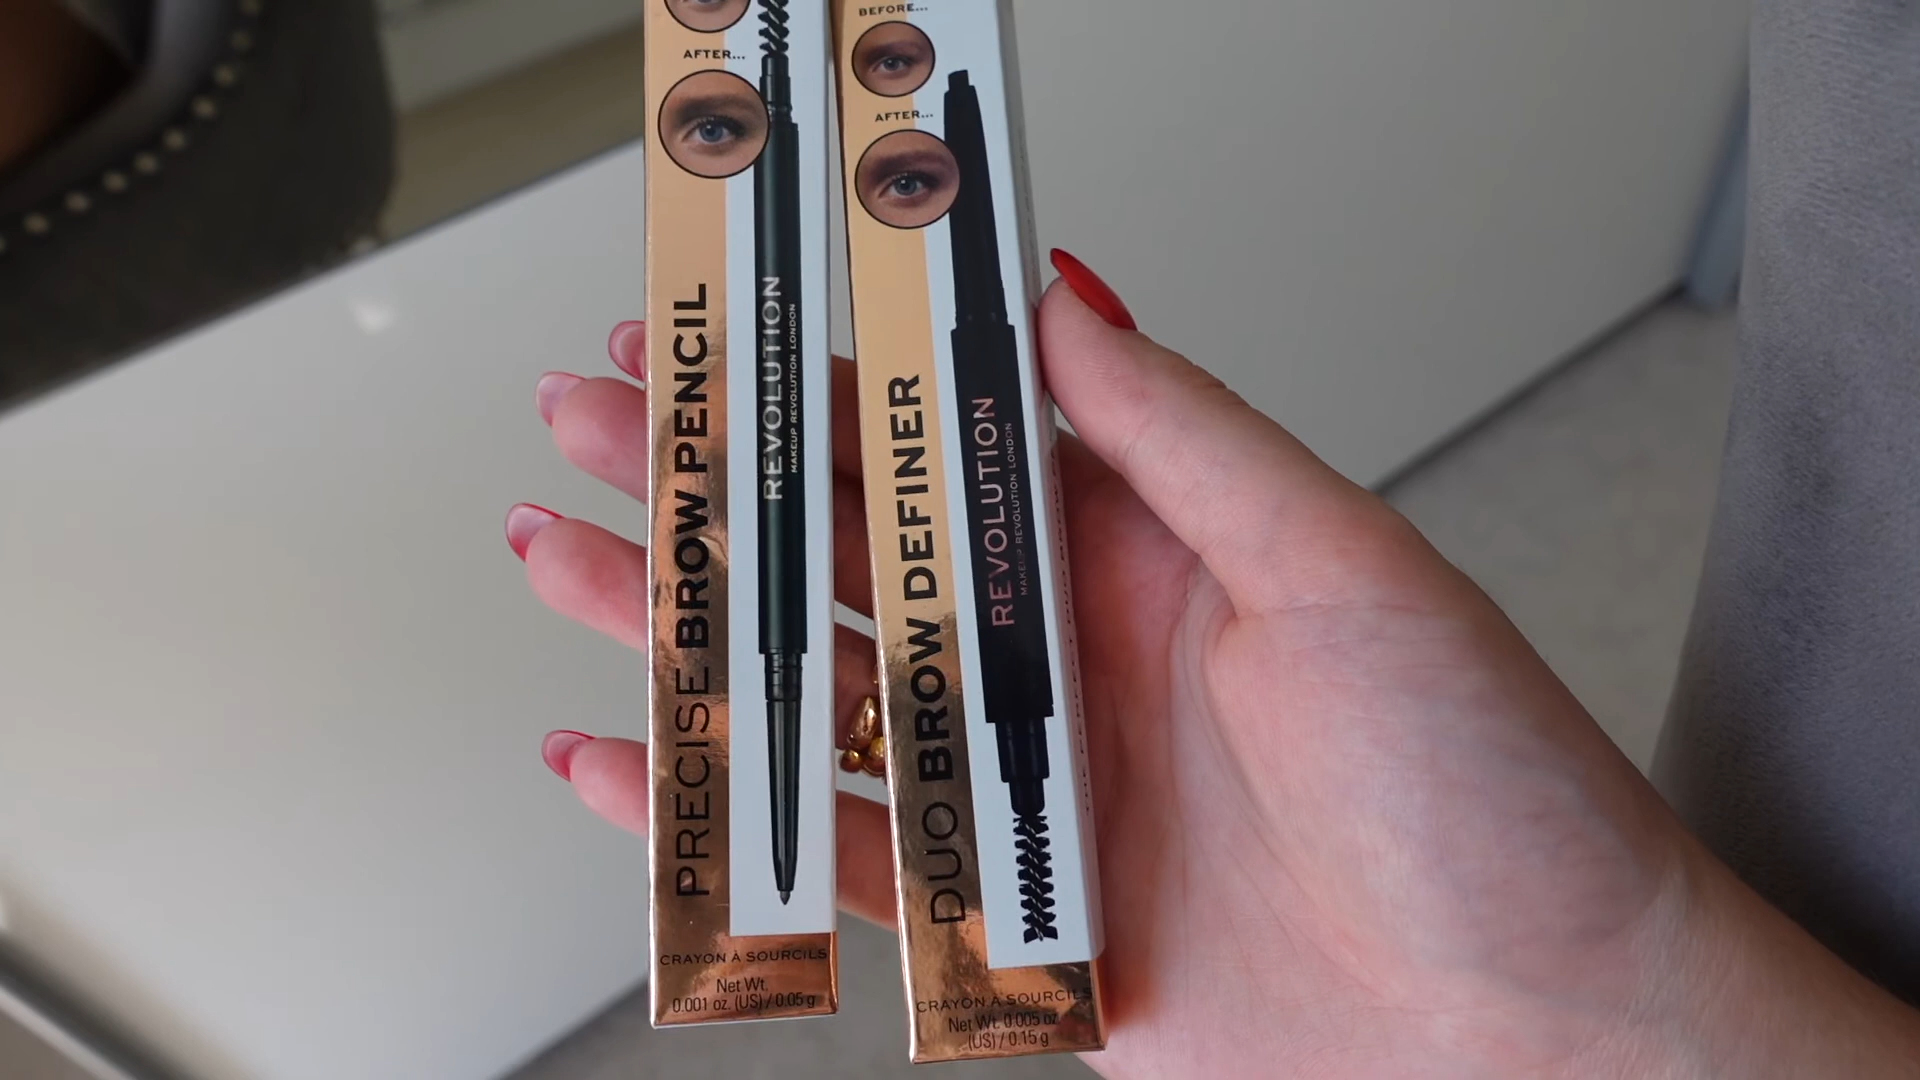 AFTER...
REVOLUTION
MAKEUP REVOLUTION LONDON
PRECISE BROW PENCIL
CRAYON À SOURCILS
Net Wt.
0.001 oz. (US) / 0.05 g
BEFORE...
AFTER...
REVOLUTION
MAKEUP REVOLUTION LONDON
DUO BROW DEFINER
CRAYON À SOURCILS
Net Wt. 0.005 oz.
(US) / 0.15 g